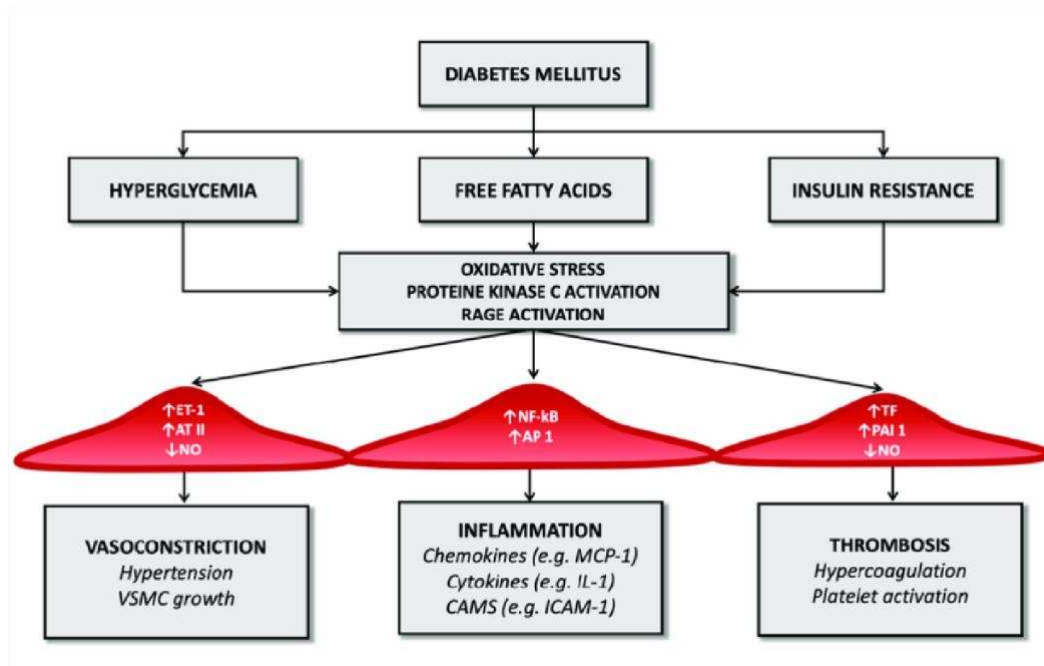 DIABETES MELLITUS
HYPERGLYCEMIA
FREE FATTY ACIDS
INSULIN RESISTANCE
OXIDATIVE STRESS
PROTEINE KINASE C ACTIVATION
RAGE ACTIVATION
↑ET-1
↑AT II
↓NO
↑NF-kB
↑AP 1
↑TF
↑PAI 1
↓NO
VASOCONSTRICTION
Hypertension
VSMC growth
INFLAMMATION
Chemokines (e.g. MCP-1)
Cytokines (e.g. IL-1)
CAMS (e.g. ICAM-1)
THROMBOSIS
Hypercoagulation
Platelet activation